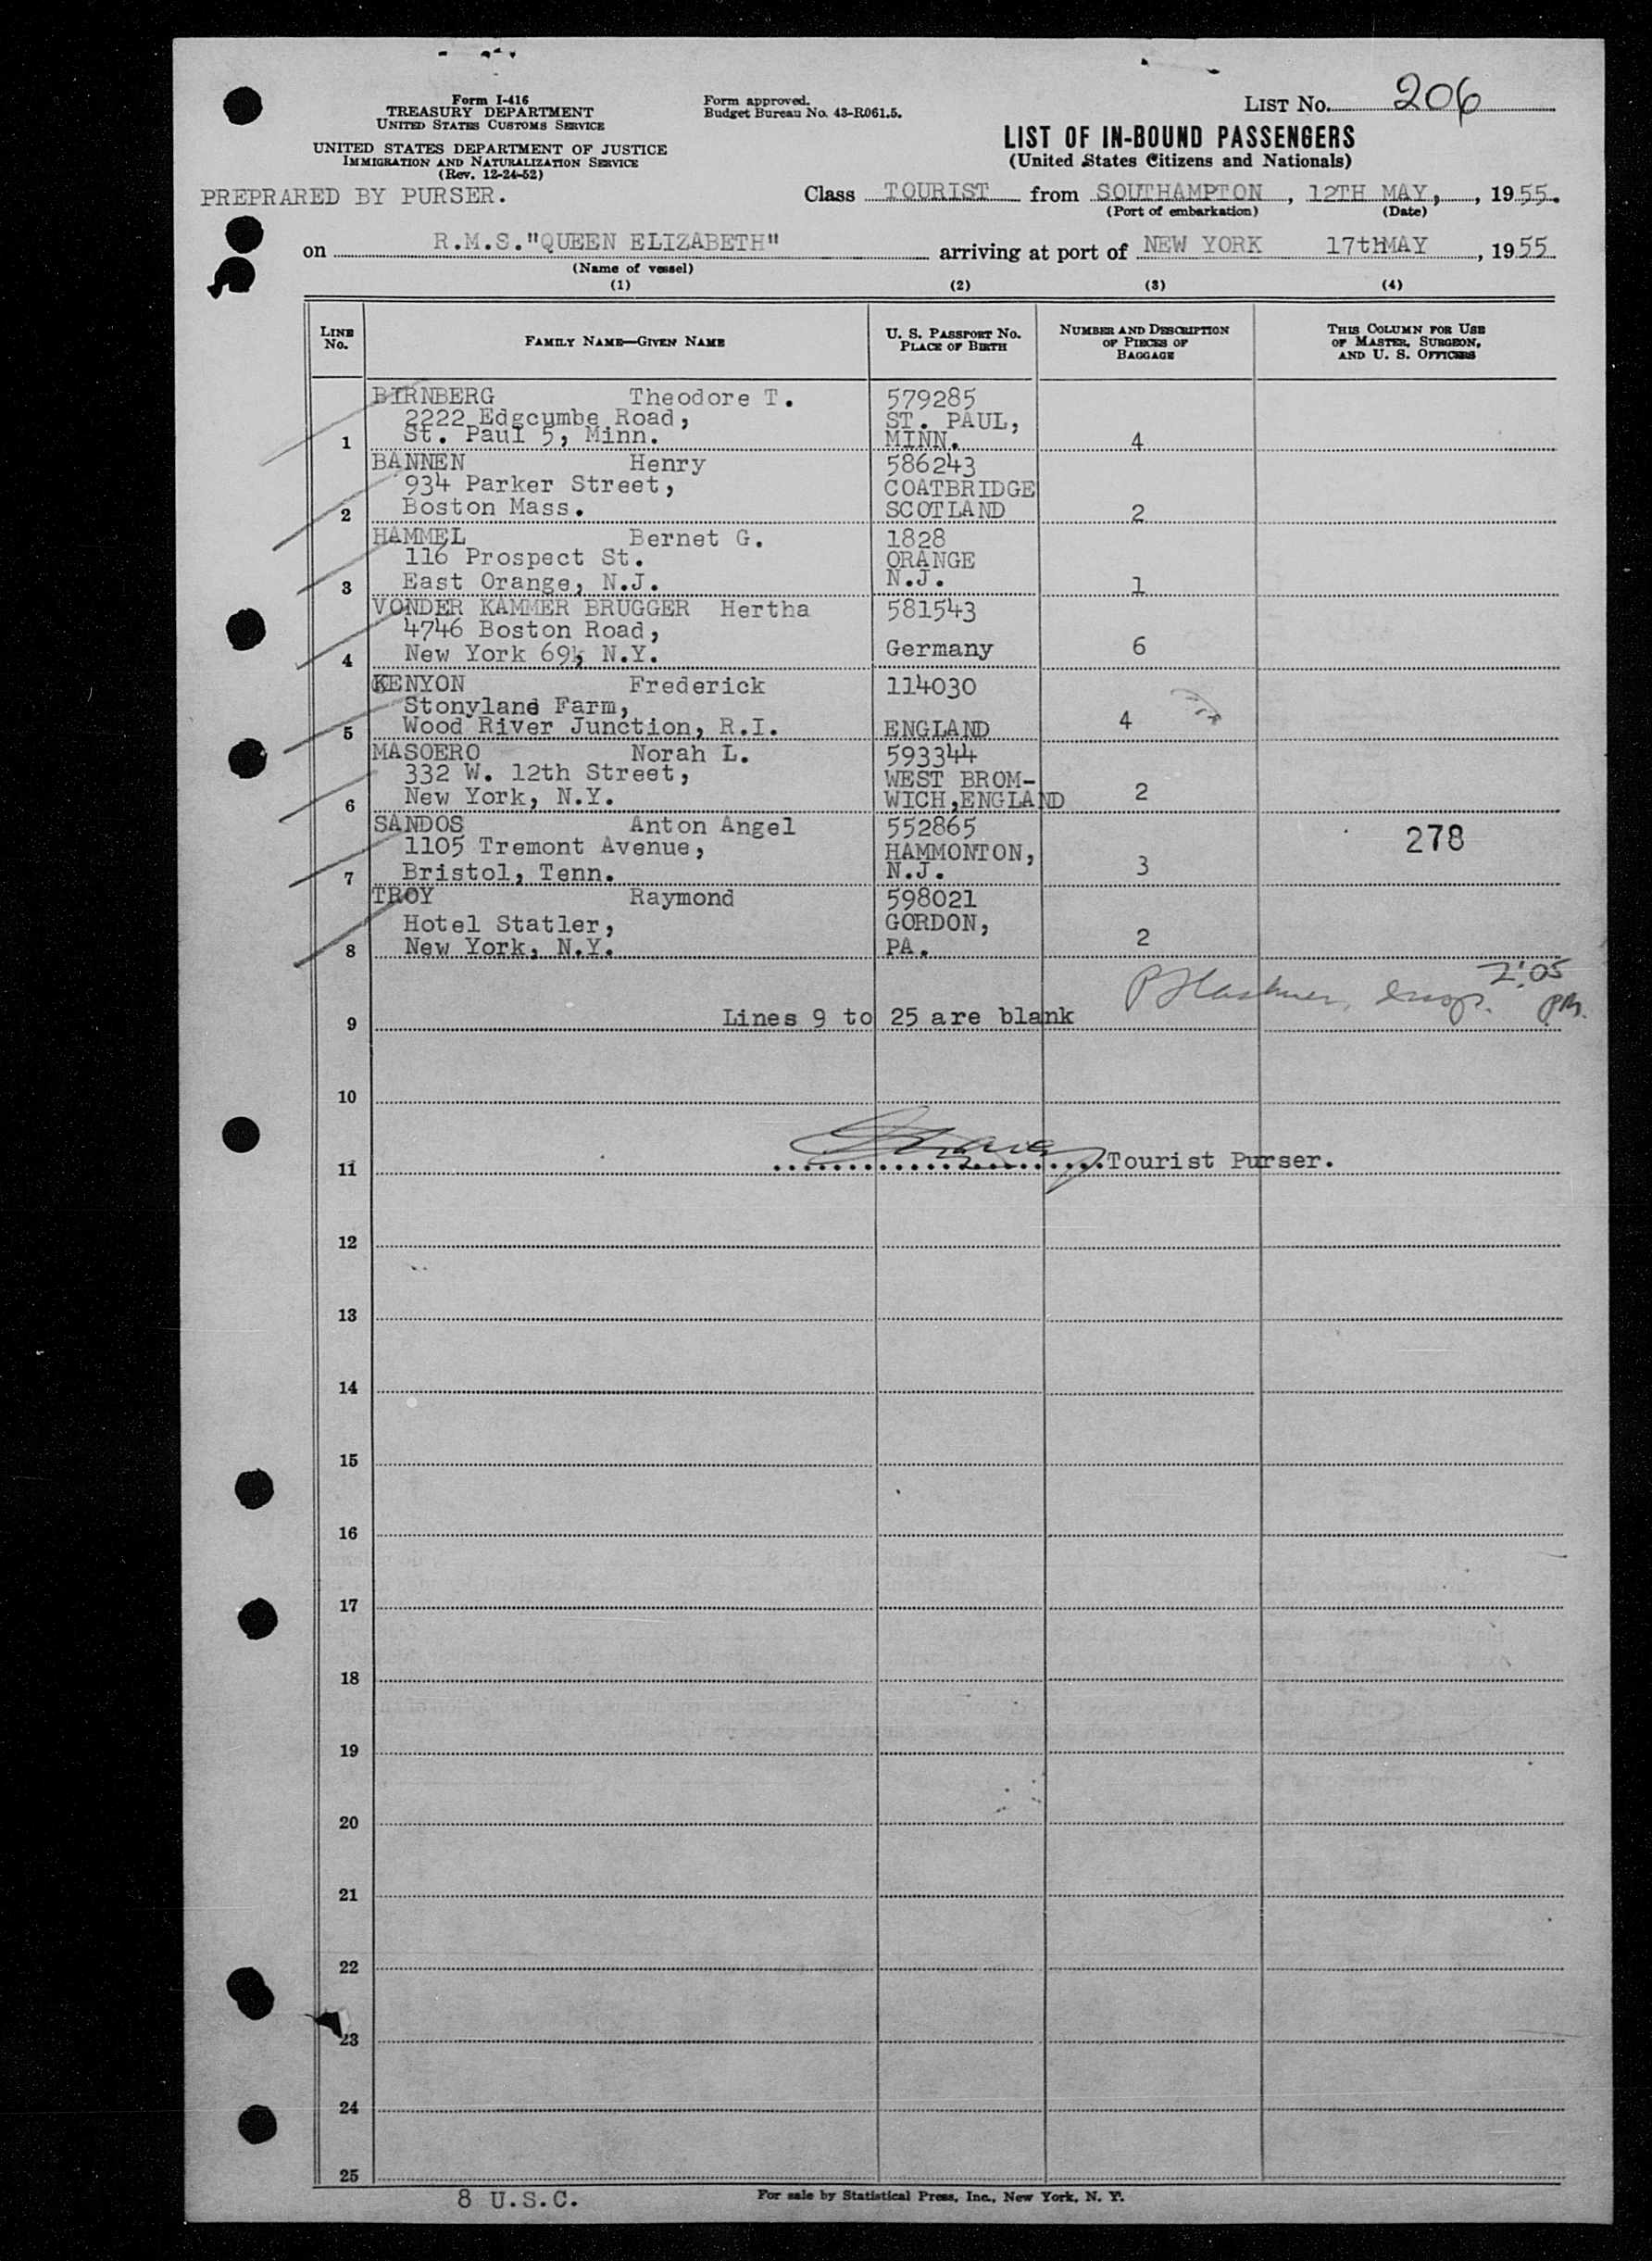 Form I-416
TREASURY DEPARTMENT
UNITED STATES CUSTOMS SERVICE
UNITED STATES DEPARTMENT OF JUSTICE
IMMIGRATION AND NATURALIZATION SERVICE
(Rev. 12-24-52)
PREPRARED BY PURSER.
Form approved.
Budget Bureau No. 43-R061.5.
LIST NO. 206
LIST OF IN-BOUND PASSENGERS
(United States Citizens and Nationals)
Class TOURIST from SOUTHAMPTON, 12TH MAY, , 1955.
(Port of embarkation) (Date)
on R.M.S."QUEEN ELIZABETH" arriving at port of NEW YORK 17thMAY, 1955
(Name of vessel)
(1) (2) (3) (4)
LINE NO. FAMILY NAME—GIVEN NAME U. S. PASSPORT NO. PLACE OF BIRTH NUMBER AND DESCRIPTION OF PIECES OF BAGGAGE THIS COLUMN FOR USE OF MASTER, SURGEON, AND U. S. OFFICERS
BIRNBERG Theodore T. 579285
2222 Edgcumbe Road, ST. PAUL,
1 St. Paul 5, Minn. MINN. 4
BANNEN Henry 586243
934 Parker Street, COATBRIDGE
2 Boston Mass. SCOTLAND 2
HAMMEL Bernet G. 1828
116 Prospect St. ORANGE
3 East Orange, N.J. N.J. 1
VONDER KAMMER BRUGGER Hertha 581543
4746 Boston Road,
4 New York 69, N.Y. Germany 6
KENYON Frederick 114030
Stonyland Farm,
5 Wood River Junction, R.I. ENGLAND 4
MASOERO Norah L. 593344
332 W. 12th Street, WEST BROM-
6 New York, N.Y. WICH,ENGLAND 2
SANDOS Anton Angel 552865
1105 Tremont Avenue, HAMMONTON, 278
7 Bristol, Tenn. N.J. 3
TROY Raymond 598021
Hotel Statler, GORDON,
8 New York, N.Y. PA. 2
2:05 PM.
9 Lines 9 to 25 are blank
10
11 Tourist Purser.
12
13
14
15
16
17
18
19
20
21
22
23
24
25
8 U.S.C. For sale by Statistical Press, Inc., New York, N. Y.